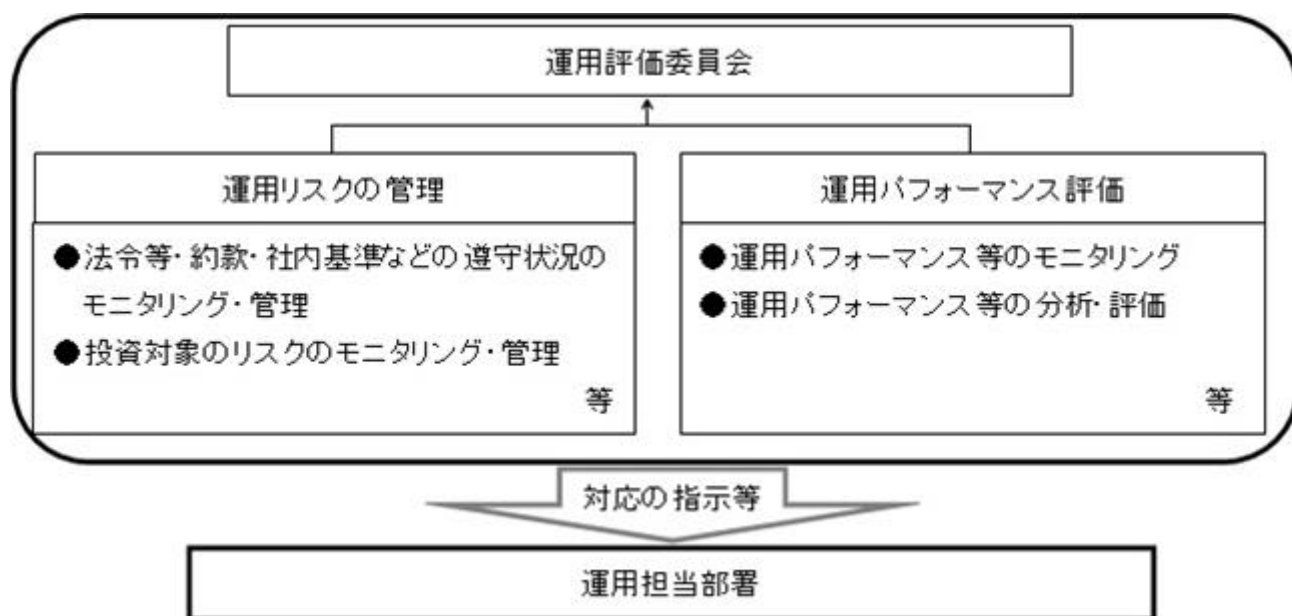 運用評価委員会
運用リスクの管理
●法令等・約款・社内基準などの遵守状況の
モニタリング・管理
●投資対象のリスクのモニタリング・管理
等
運用パフォーマンス評価
●運用パフォーマンス等のモニタリング
●運用パフォーマンス等の分析・評価
等
対応の指示等
運用担当部署